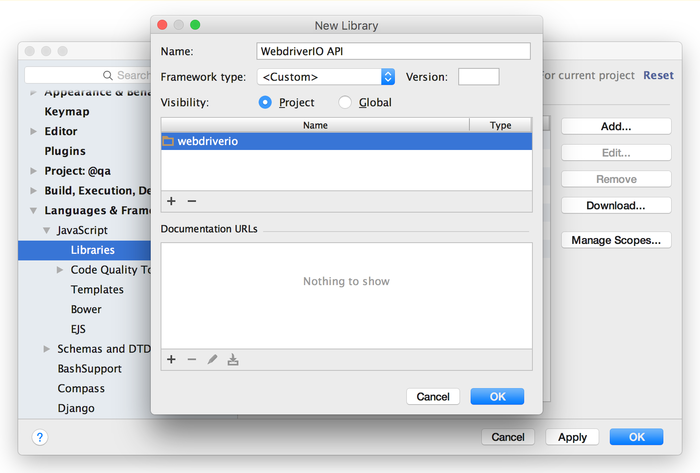 New Library
Name: WebdriverIO API
Framework type: <Custom> Version:
Visibility: Project Global
Name Type
webdriverio
Documentation URLs
Nothing to show
Cancel OK
Search
For current project Reset
Appearance & Beha
Keymap
Editor
Plugins
Project: @qa
Build, Execution, De
Languages & Fram
JavaScript
Libraries
Code Quality To
Templates
Bower
EJS
Schemas and DTD
BashSupport
Compass
Django
Add...
Edit...
Remove
Download...
Manage Scopes...
?
Cancel Apply OK